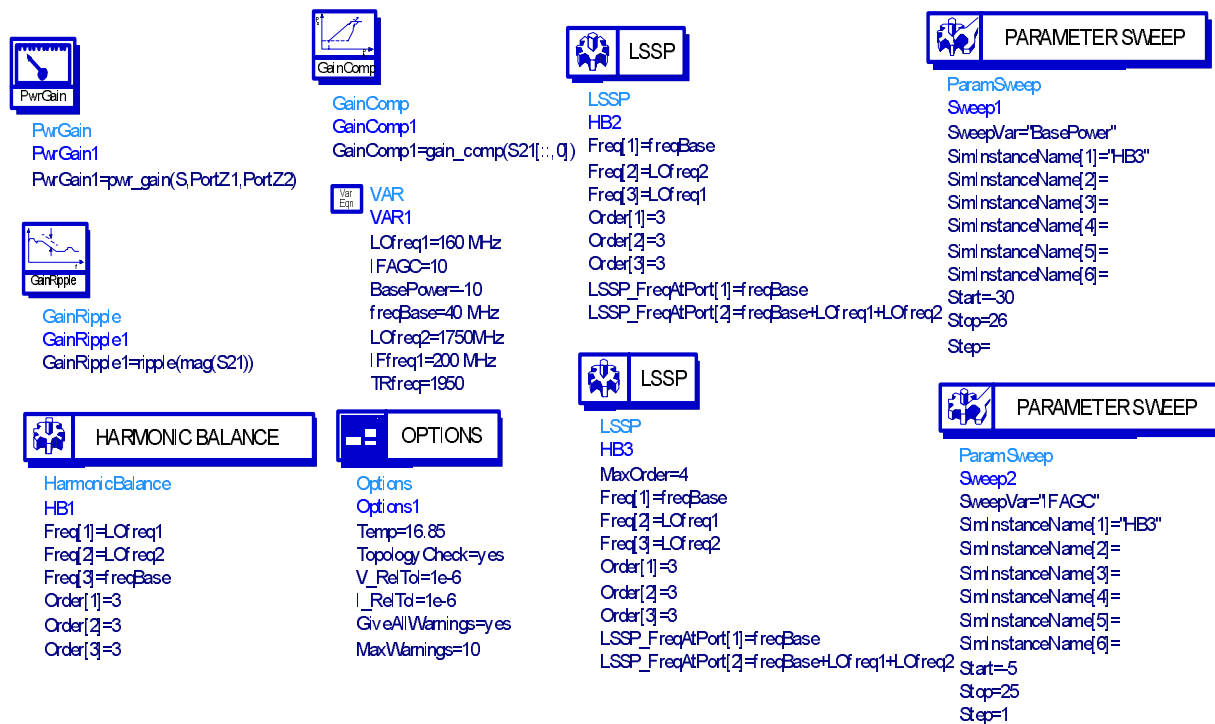 PwrGain
PwrGain
PwrGain1
PwrGain1=pwr_gain(S,PortZ1,PortZ2)
GainRipple
GainRipple
GainRipple1
GainRipple1=ripple(mag(S21))
HARMONIC BALANCE
HarmonicBalance
HB1
Freq[1]=LOfreq1
Freq[2]=LOfreq2
Freq[3]=freqBase
Order[1]=3
Order[2]=3
Order[3]=3
GainComp
GainComp
GainComp1
GainComp1=gain_comp(S21[::,0])
Var
Eqn
VAR
VAR1
LOfreq1=160 MHz
IFAGC=10
BasePower=-10
freqBase=40 MHz
LOfreq2=1750MHz
IFfreq1=200 MHz
TRfreq=1950
OPTIONS
Options
Options1
Temp=16.85
TopologyCheck=yes
V_RelTol=1e-6
I_RelTol=1e-6
GiveAllWarnings=yes
MaxWarnings=10
LSSP
LSSP
HB2
Freq[1]=freqBase
Freq[2]=LOfreq2
Freq[3]=LOfreq1
Order[1]=3
Order[2]=3
Order[3]=3
LSSP_FreqAtPort[1]=freqBase
LSSP_FreqAtPort[2]=freqBase+LOfreq1+LOfreq2
LSSP
LSSP
HB3
MaxOrder=4
Freq[1]=freqBase
Freq[2]=LOfreq1
Freq[3]=LOfreq2
Order[1]=3
Order[2]=3
Order[3]=3
LSSP_FreqAtPort[1]=freqBase
LSSP_FreqAtPort[2]=freqBase+LOfreq1+LOfreq2
PARAMETER SWEEP
ParamSweep
Sweep1
SweepVar="BasePower"
SimInstanceName[1]="HB3"
SimInstanceName[2]=
SimInstanceName[3]=
SimInstanceName[4]=
SimInstanceName[5]=
SimInstanceName[6]=
Start=-30
Stop=26
Step=
PARAMETER SWEEP
ParamSweep
Sweep2
SweepVar="IFAGC"
SimInstanceName[1]="HB3"
SimInstanceName[2]=
SimInstanceName[3]=
SimInstanceName[4]=
SimInstanceName[5]=
SimInstanceName[6]=
Start=-5
Stop=25
Step=1